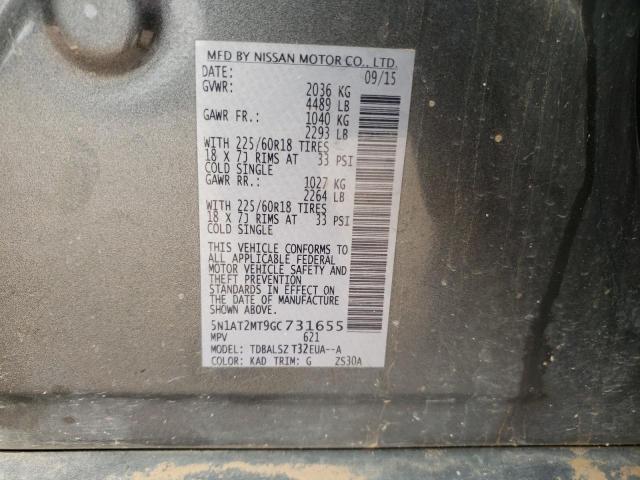 MFD BY NISSAN MOTOR CO., LTD.
DATE: 09/15
GVWR: 2036 KG
4489 LB
GAWR FR.: 1040 KG
2293 LB
WITH 225/60R18 TIRES
18 X 7J RIMS AT 33 PSI
COLD SINGLE
GAWR RR.: 1027 KG
2264 LB
WITH 225/60R18 TIRES
18 X 7J RIMS AT 33 PSI
COLD SINGLE
THIS VEHICLE CONFORMS TO
ALL APPLICABLE FEDERAL
MOTOR VEHICLE SAFETY AND
THEFT PREVENTION
STANDARDS IN EFFECT ON
THE DATE OF MANUFACTURE
SHOWN ABOVE.
5N1AT2MT9GC731655
MPV 621
MODEL: TDBALSZ T32EUA--A
COLOR: KAD TRIM: G ZS30A